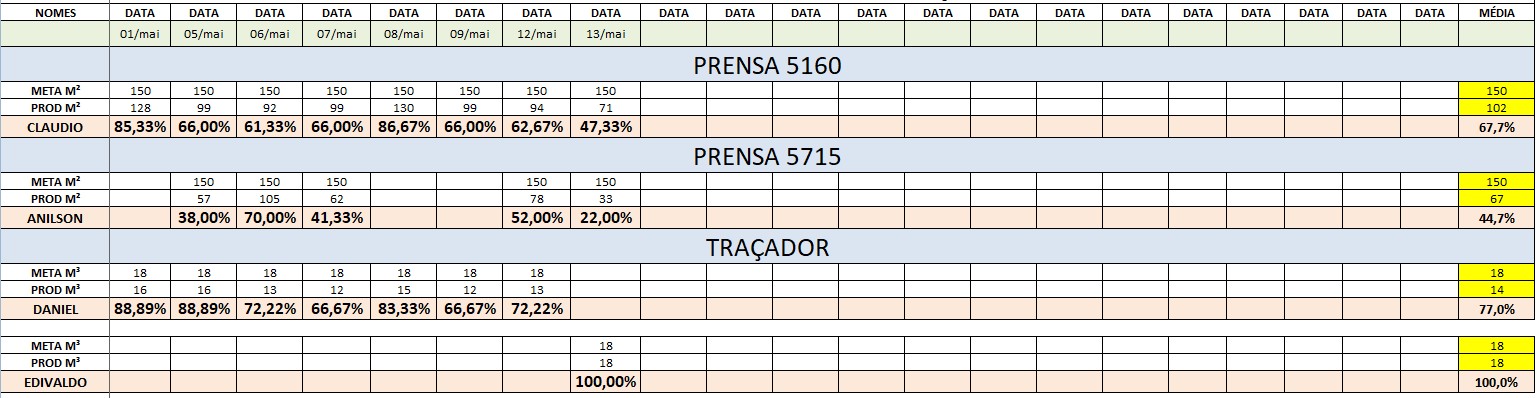 NOMES DATA DATA DATA DATA DATA DATA DATA DATA DATA DATA DATA DATA DATA DATA DATA DATA DATA DATA DATA DATA DATA MÉDIA
01/mai 05/mai 06/mai 07/mai 08/mai 09/mai 12/mai 13/mai
PRENSA 5160
META M² 150 150 150 150 150 150 150 150 150
PROD M² 128 99 92 99 130 99 94 71 102
CLAUDIO 85,33% 66,00% 61,33% 66,00% 86,67% 66,00% 62,67% 47,33% 67,7%
PRENSA 5715
META M² 150 150 150 150 150 150
PROD M² 57 105 62 78 33 67
ANILSON 38,00% 70,00% 41,33% 52,00% 22,00% 44,7%
TRAÇADOR
META M³ 18 18 18 18 18 18 18 18
PROD M³ 16 16 13 12 15 12 13 14
DANIEL 88,89% 88,89% 72,22% 66,67% 83,33% 66,67% 72,22% 77,0%
META M³ 18 18
PROD M³ 18 18
EDIVALDO 100,00% 100,0%